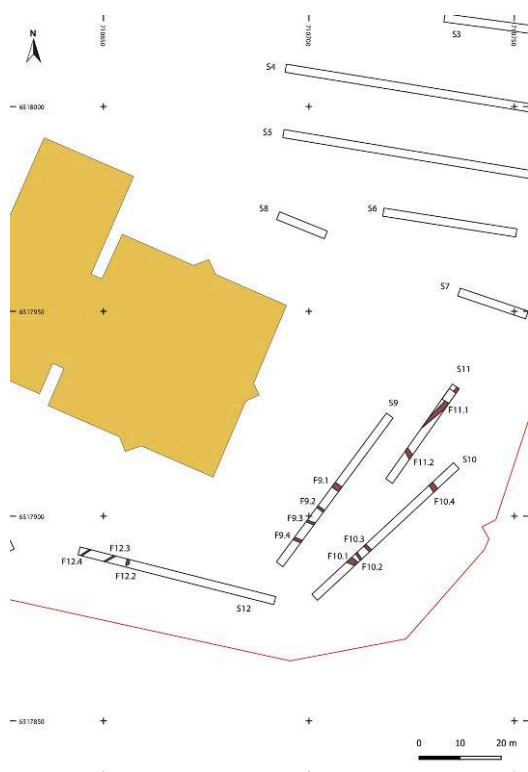 710650
710700
710750
N
S3
S4
6518000
S5
S8
S6
6517950
S7
S11
S9
F11.1
S10
F11.2
F9.1
F10.4
F9.2
6517900
F9.3
F9.4
F10.3
F12.3
F10.1
F12.4
F10.2
F12.2
S12
6517850
0 10 20 m